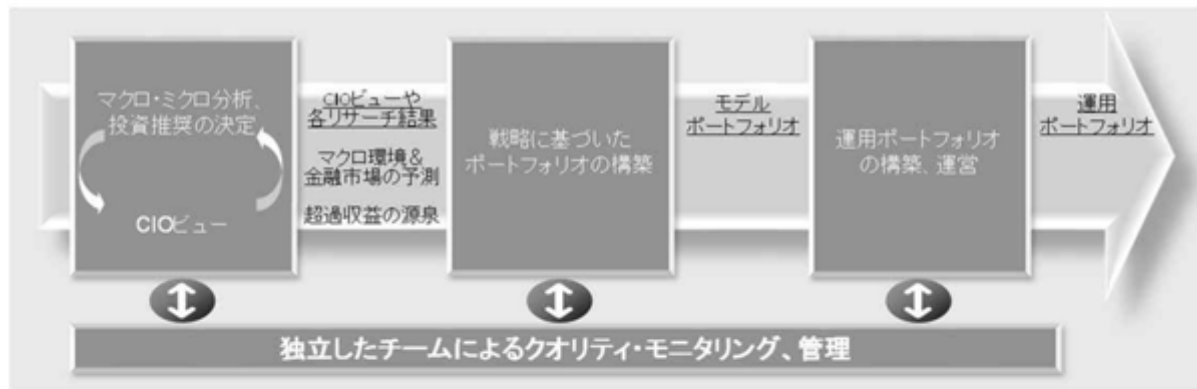 マクロ・ミクロ分析、
投資推奨の決定
CIOビュー
CIOビューや
各リサーチ結果
マクロ環境＆
金融市場の予測
超過収益の源泉
戦略に基づいた
ポートフォリオの構築
モデル
ポートフォリオ
運用ポートフォリオ
の構築、運営
運用
ポートフォリオ
独立したチームによるクオリティ・モニタリング、管理